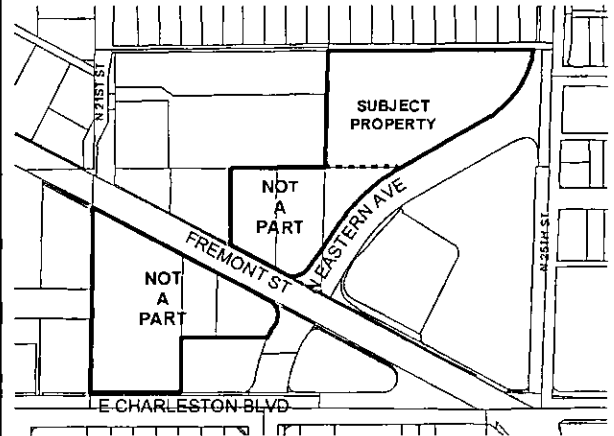 N 21ST ST
SUBJECT
PROPERTY
NOT
A
PART
N EASTERN AVE
N 25TH ST
FREMONT ST
NOT
A
PART
E CHARLESTON BLVD